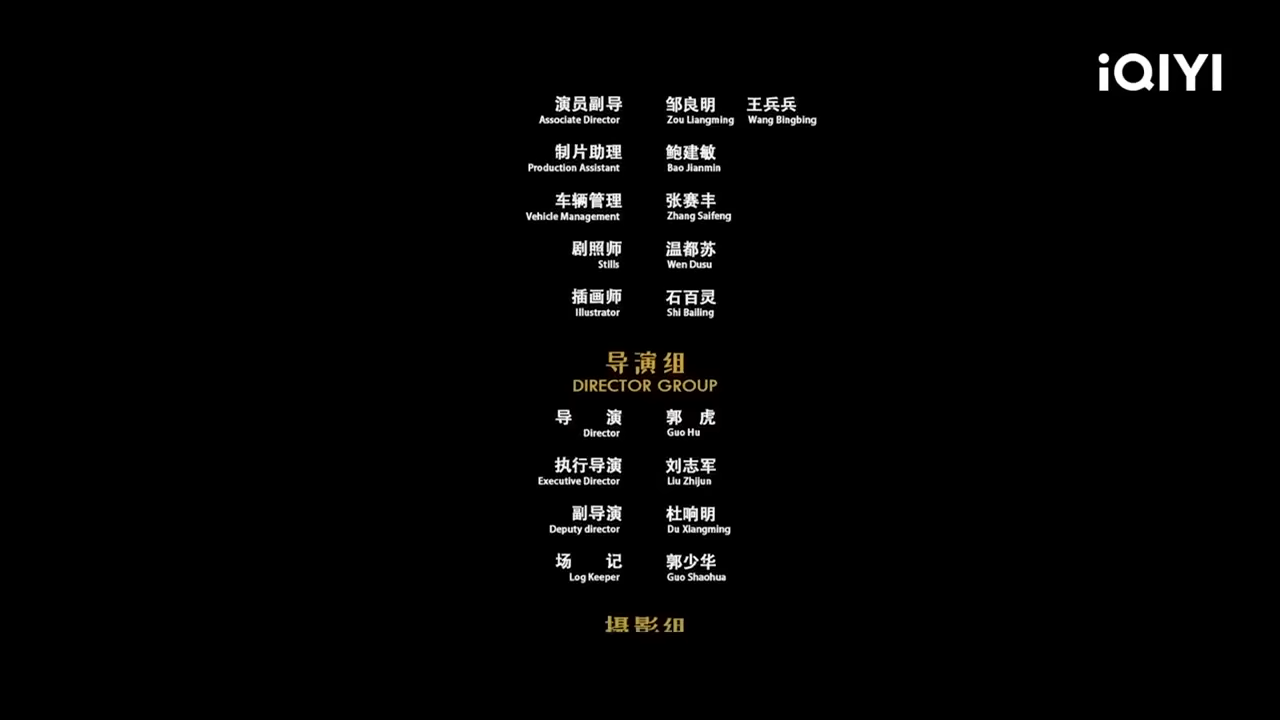 iQIYI
演员副导 邹良明 王兵兵
Associate Director Zou Liangming Wang Bingbing
制片助理 鲍建敏
Production Assistant Bao Jianmin
车辆管理 张赛丰
Vehicle Management Zhang Saifeng
剧照师 温都苏
Stills Wen Dusu
插画师 石百灵
Illustrator Shi Bailing
导演组
DIRECTOR GROUP
导 演 郭 虎
Director Guo Hu
执行导演 刘志军
Executive Director Liu Zhijun
副导演 杜响明
Deputy director Du Xiangming
场 记 郭少华
Log Keeper Guo Shaohua
摄影组